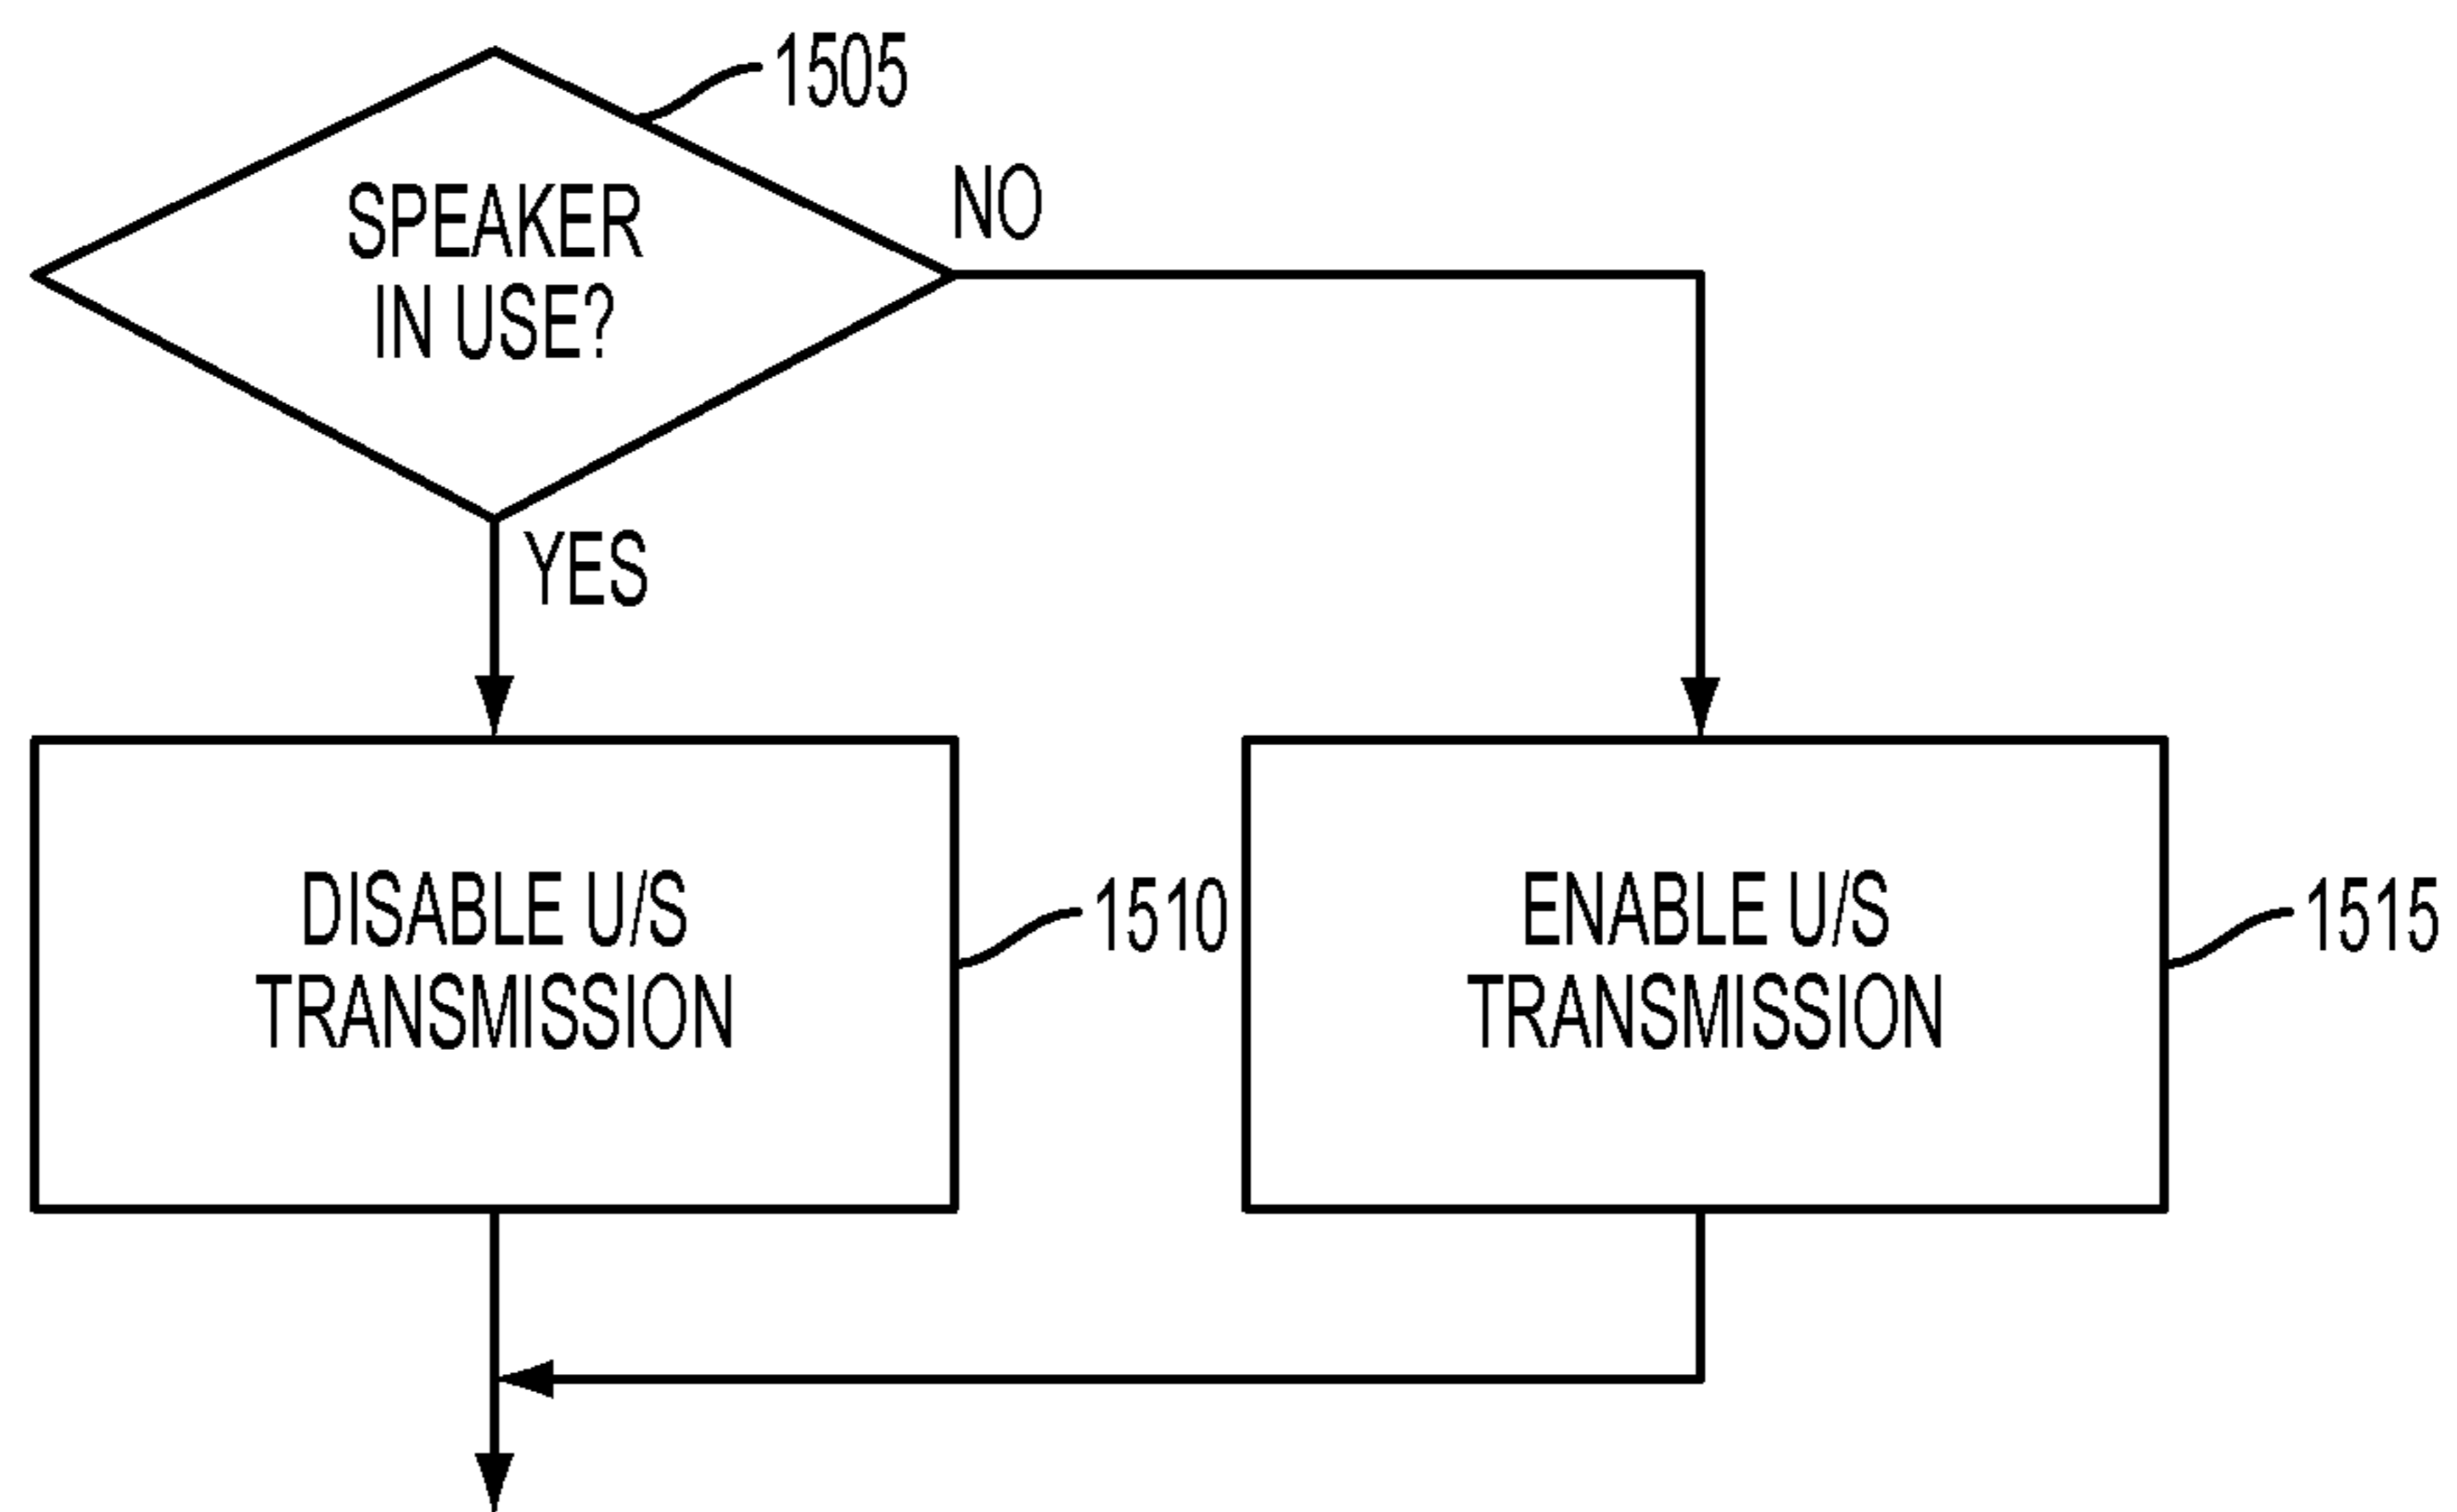 1505
SPEAKER
IN USE?
NO
YES
DISABLE U/S
TRANSMISSION
1510
ENABLE U/S
TRANSMISSION
1515